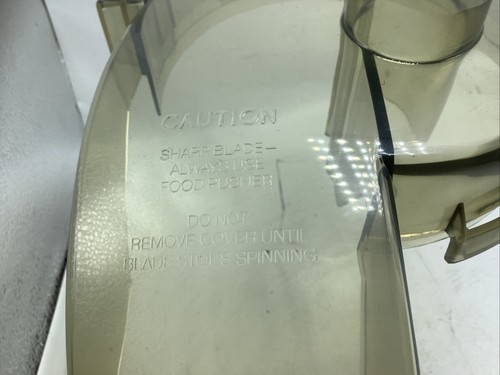 CAUTION
SHARP BLADE—
ALWAYS USE
FOOD PUSHER
DO NOT
REMOVE COVER UNTIL
BLADE STOPS SPINNING